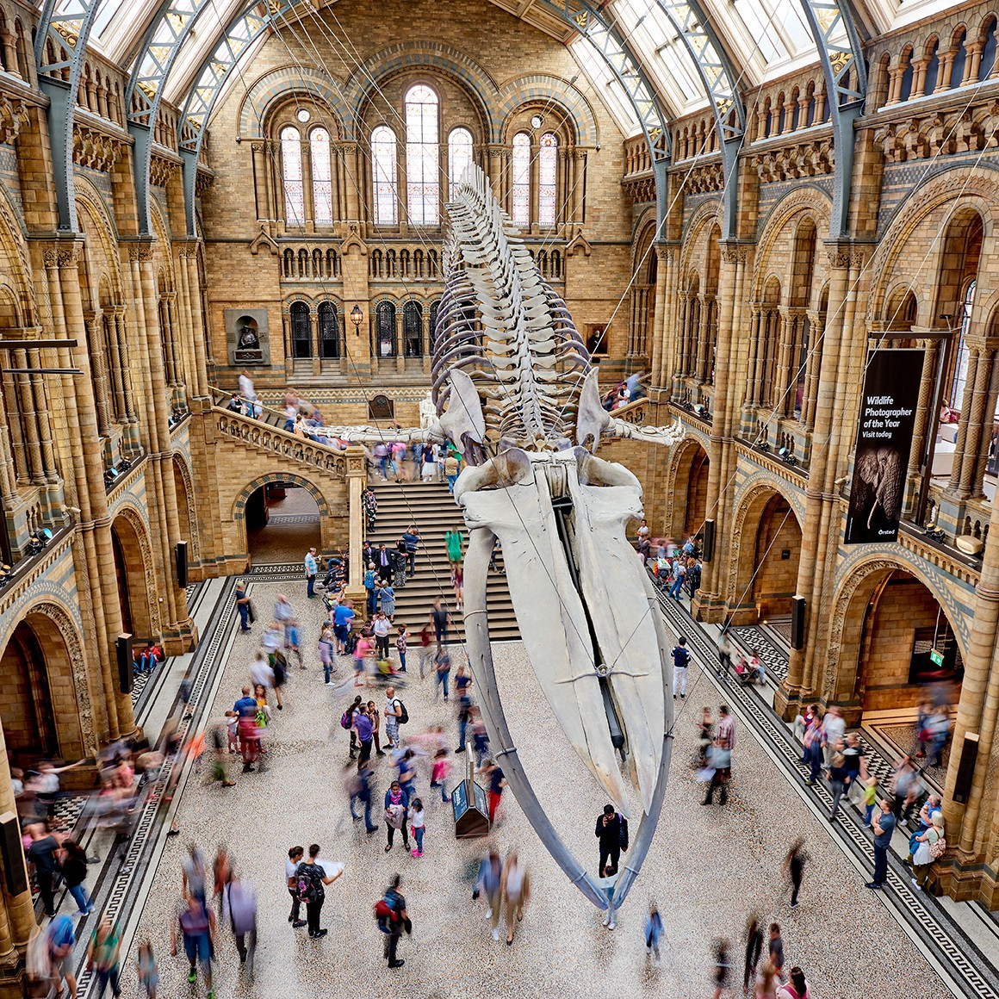 Wildlife
Photographer
of the Year
Visit today
Ørsted